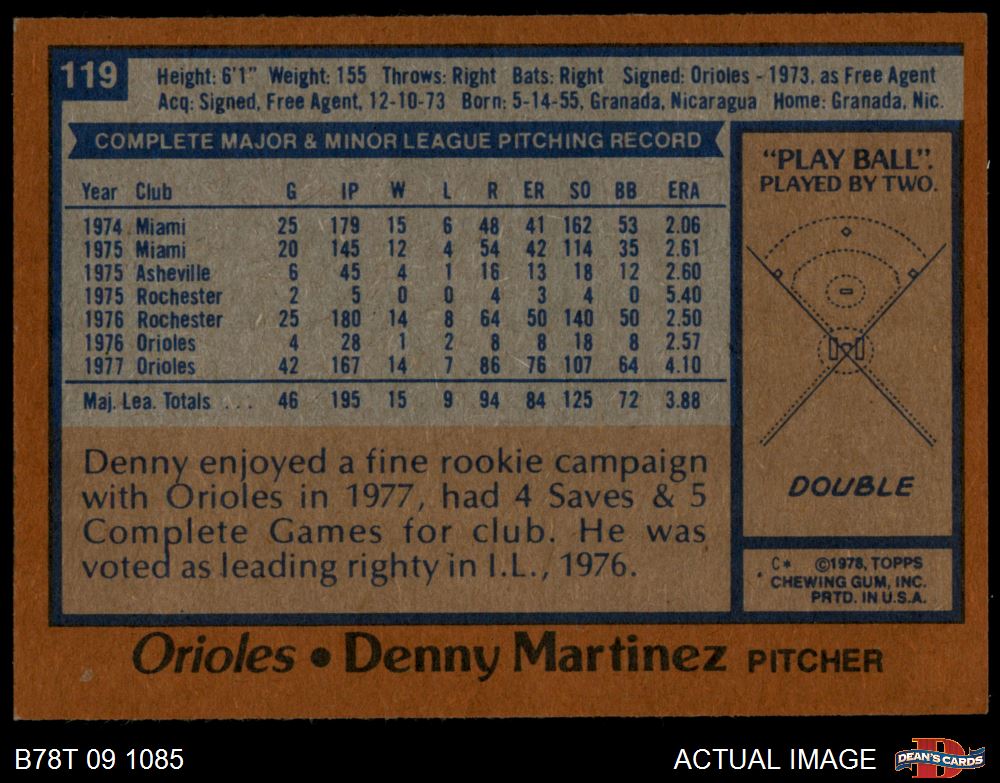 119
Height: 6'1" Weight: 155 Throws: Right Bats: Right Signed: Orioles - 1973, as Free Agent
Acq: Signed, Free Agent, 12-10-73 Born: 5-14-55, Granada, Nicaragua Home: Granada, Nic.
COMPLETE MAJOR & MINOR LEAGUE PITCHING RECORD
Year Club G IP W L R ER SO BB ERA
1974 Miami 25 179 15 6 48 41 162 53 2.06
1975 Miami 20 145 12 4 54 42 114 35 2.61
1975 Asheville 6 45 4 1 16 13 18 12 2.60
1975 Rochester 2 5 0 0 4 3 4 0 5.40
1976 Rochester 25 180 14 8 64 50 140 50 2.50
1976 Orioles 4 28 1 2 8 8 18 8 2.57
1977 Orioles 42 167 14 7 86 76 107 64 4.10
Maj. Lea. Totals . . . 46 195 15 9 94 84 125 72 3.88
Denny enjoyed a fine rookie campaign
with Orioles in 1977, had 4 Saves & 5
Complete Games for club. He was
voted as leading righty in I.L., 1976.
"PLAY BALL".
PLAYED BY TWO.
DOUBLE
C* ©1978, TOPPS
CHEWING GUM, INC.
PRTD. IN U.S.A.
Orioles • Denny Martinez PITCHER
B78T 09 1085
ACTUAL IMAGE
D
DEAN'S CARDS